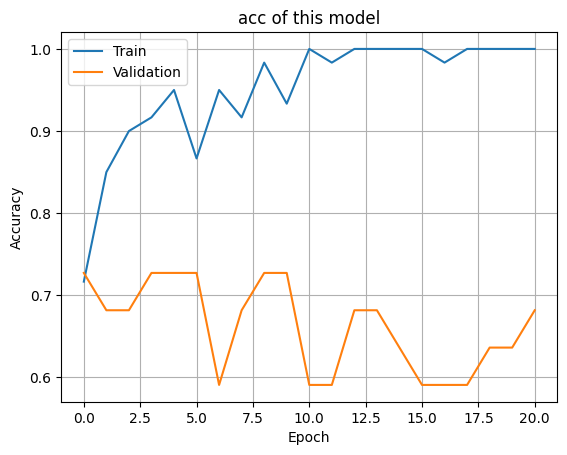 acc of this model
Train
Validation
1.0
0.9
0.8
0.7
0.6
Accuracy
0.0 2.5 5.0 7.5 10.0 12.5 15.0 17.5 20.0
Epoch